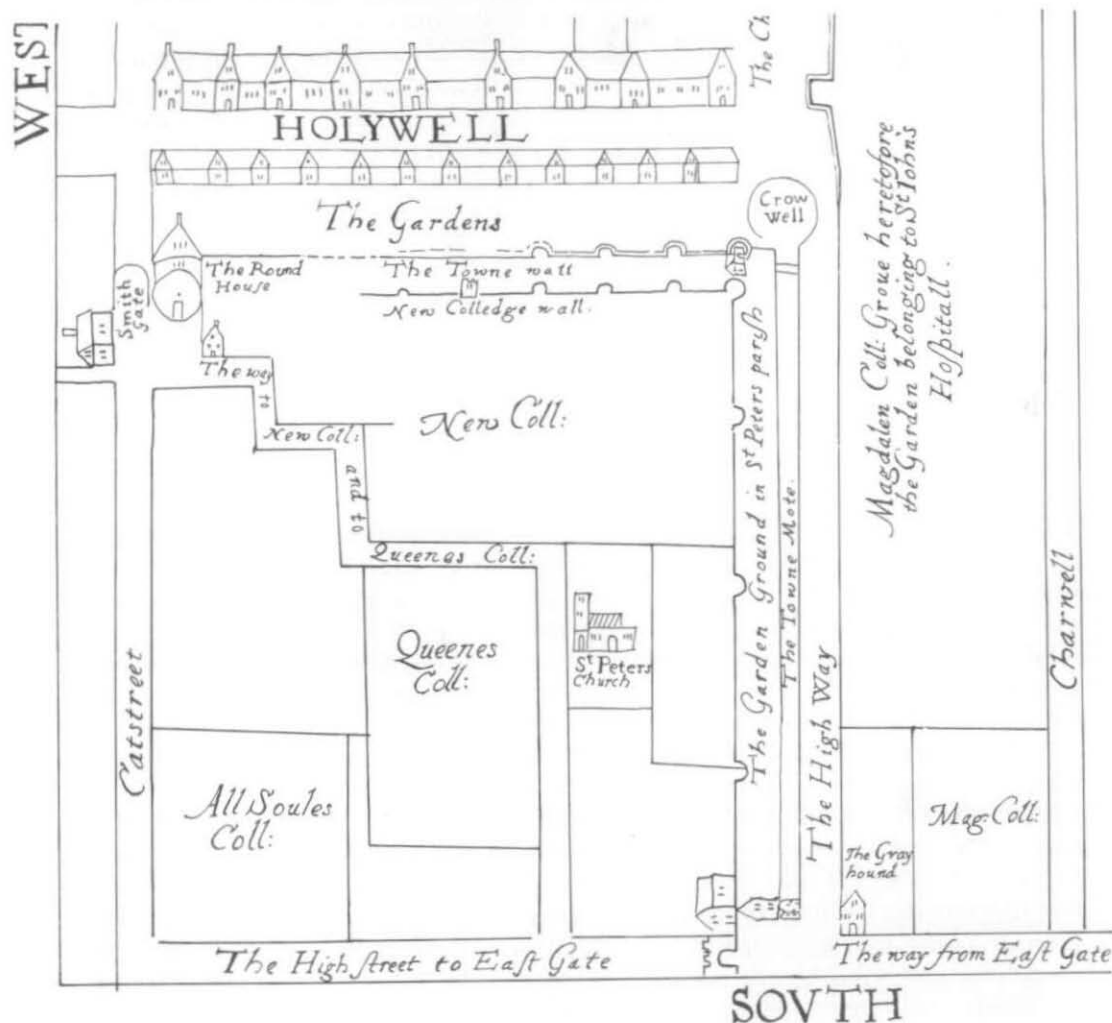 WEST
The Ch
HOLYWELL
The Gardens
Crow
well
The Round
House
The Towne wall
New Colledge wall.
Smith
Gate
The way
to
New Coll:
and to
Queenes Coll:
New Coll:
Magdalen Coll: Groue heretofore
the Garden belonging to St Iohn's
Hoſpitall.
The Garden Ground in St Peters pariſh
The Towne Mote.
The High Way
Charwell
Queenes
Coll:
St Peters
Church
Catstreet
All Soules
Coll:
The Gray
hound
Mag: Coll:
The High ſtreet to Eaſt Gate
The way from Eaſt Gate
SOVTH